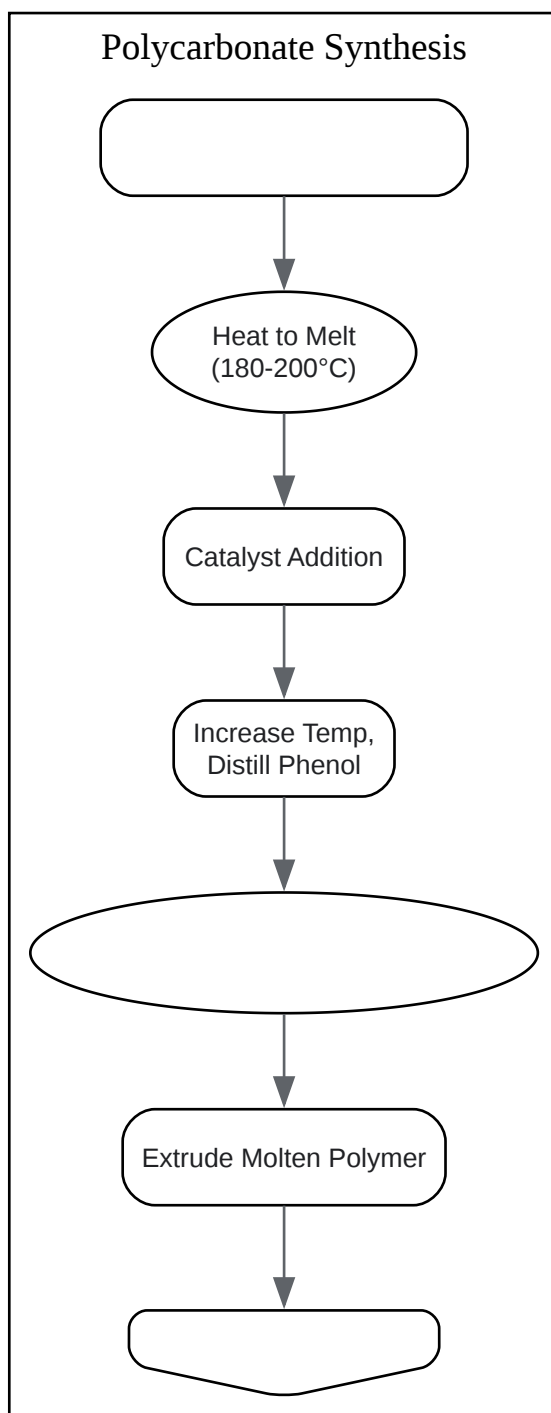 Polycarbonate Synthesis
Heat to Melt
(180-200°C)
Catalyst Addition
Increase Temp,
Distill Phenol
Extrude Molten Polymer